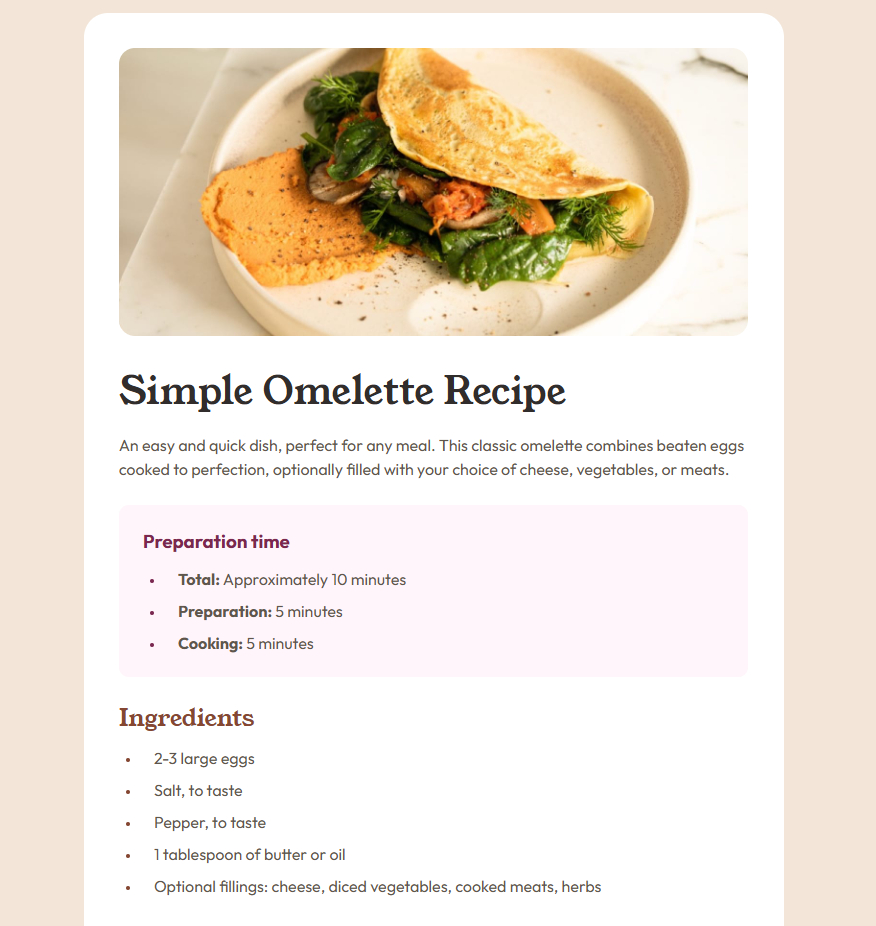 Simple Omelette Recipe
An easy and quick dish, perfect for any meal. This classic omelette combines beaten eggs
cooked to perfection, optionally filled with your choice of cheese, vegetables, or meats.
Preparation time
• Total: Approximately 10 minutes
• Preparation: 5 minutes
• Cooking: 5 minutes
Ingredients
▪ 2-3 large eggs
▪ Salt, to taste
▪ Pepper, to taste
▪ 1 tablespoon of butter or oil
▪ Optional fillings: cheese, diced vegetables, cooked meats, herbs